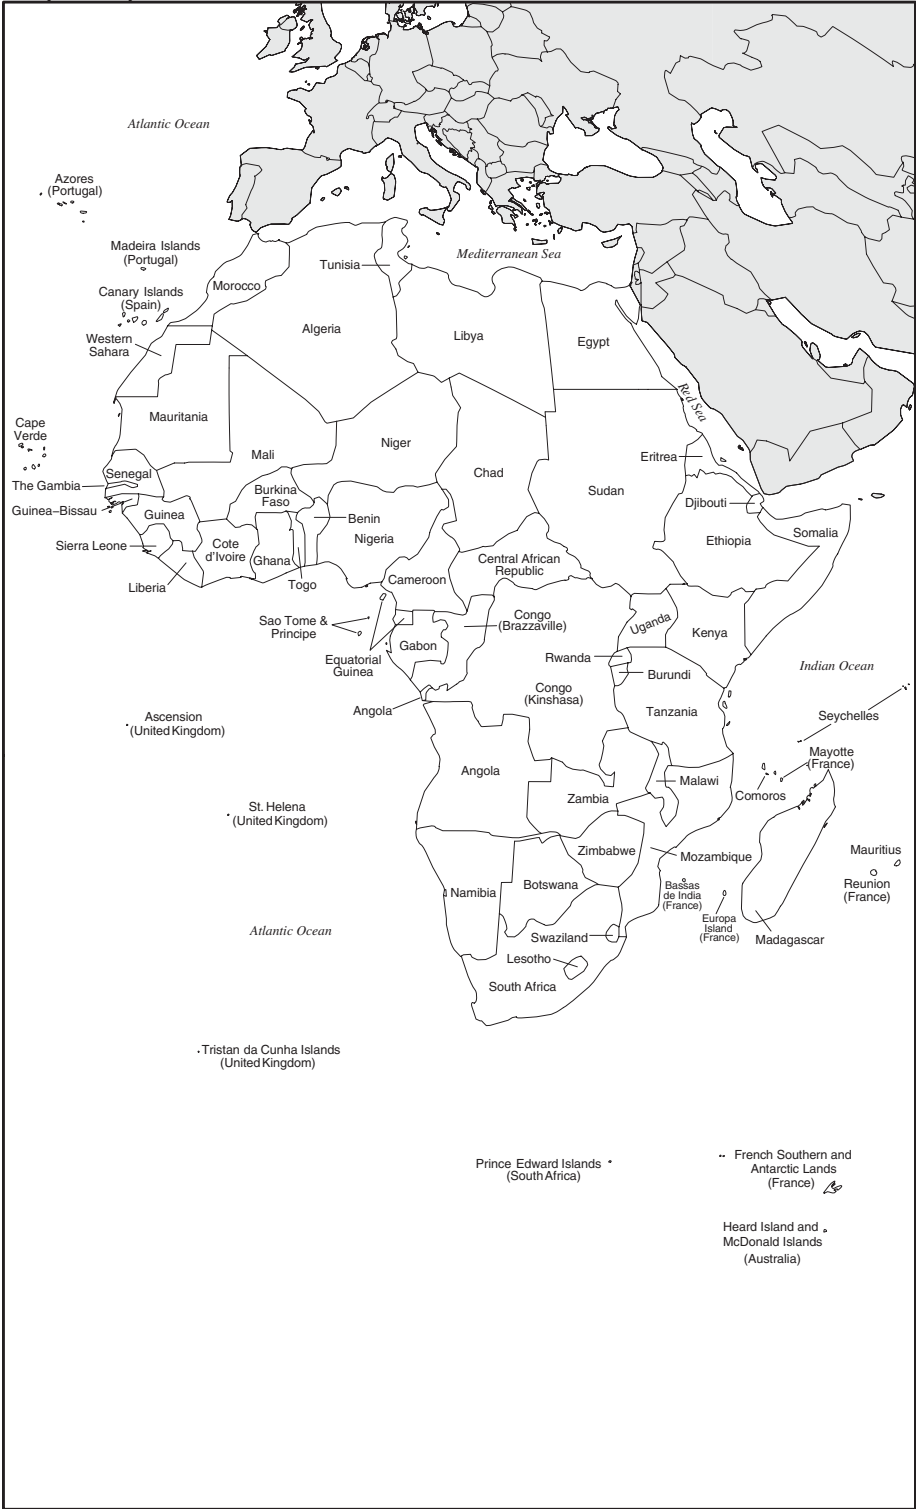 Atlantic Ocean
Azores
(Portugal)
Madeira Islands
(Portugal)
Mediterranean Sea
Tunisia
Morocco
Canary Islands
(Spain)
Algeria
Libya
Egypt
Western
Sahara
Red Sea
Mauritania
Cape
Verde
Mali
Niger
Chad
Eritrea
Senegal
The Gambia
Burkina
Faso
Sudan
Djibouti
Guinea–Bissau
Guinea
Benin
Nigeria
Ethiopia
Somalia
Sierra Leone
Cote
d'Ivoire
Ghana
Central African
Republic
Liberia
Togo
Cameroon
Sao Tome &
Principe
Congo
(Brazzaville)
Uganda
Kenya
Gabon
Equatorial
Guinea
Rwanda
Indian Ocean
Burundi
Congo
(Kinshasa)
Angola
Tanzania
Ascension
(United Kingdom)
Seychelles
Mayotte
(France)
Angola
Malawi
Comoros
Zambia
St. Helena
(United Kingdom)
Zimbabwe
Mozambique
Mauritius
Botswana
Namibia
Bassas
de India
(France)
Reunion
(France)
Europa
Island
(France)
Atlantic Ocean
Swaziland
Madagascar
Lesotho
South Africa
Tristan da Cunha Islands
(United Kingdom)
Prince Edward Islands
(South Africa)
French Southern and
Antarctic Lands
(France)
Heard Island and
McDonald Islands
(Australia)